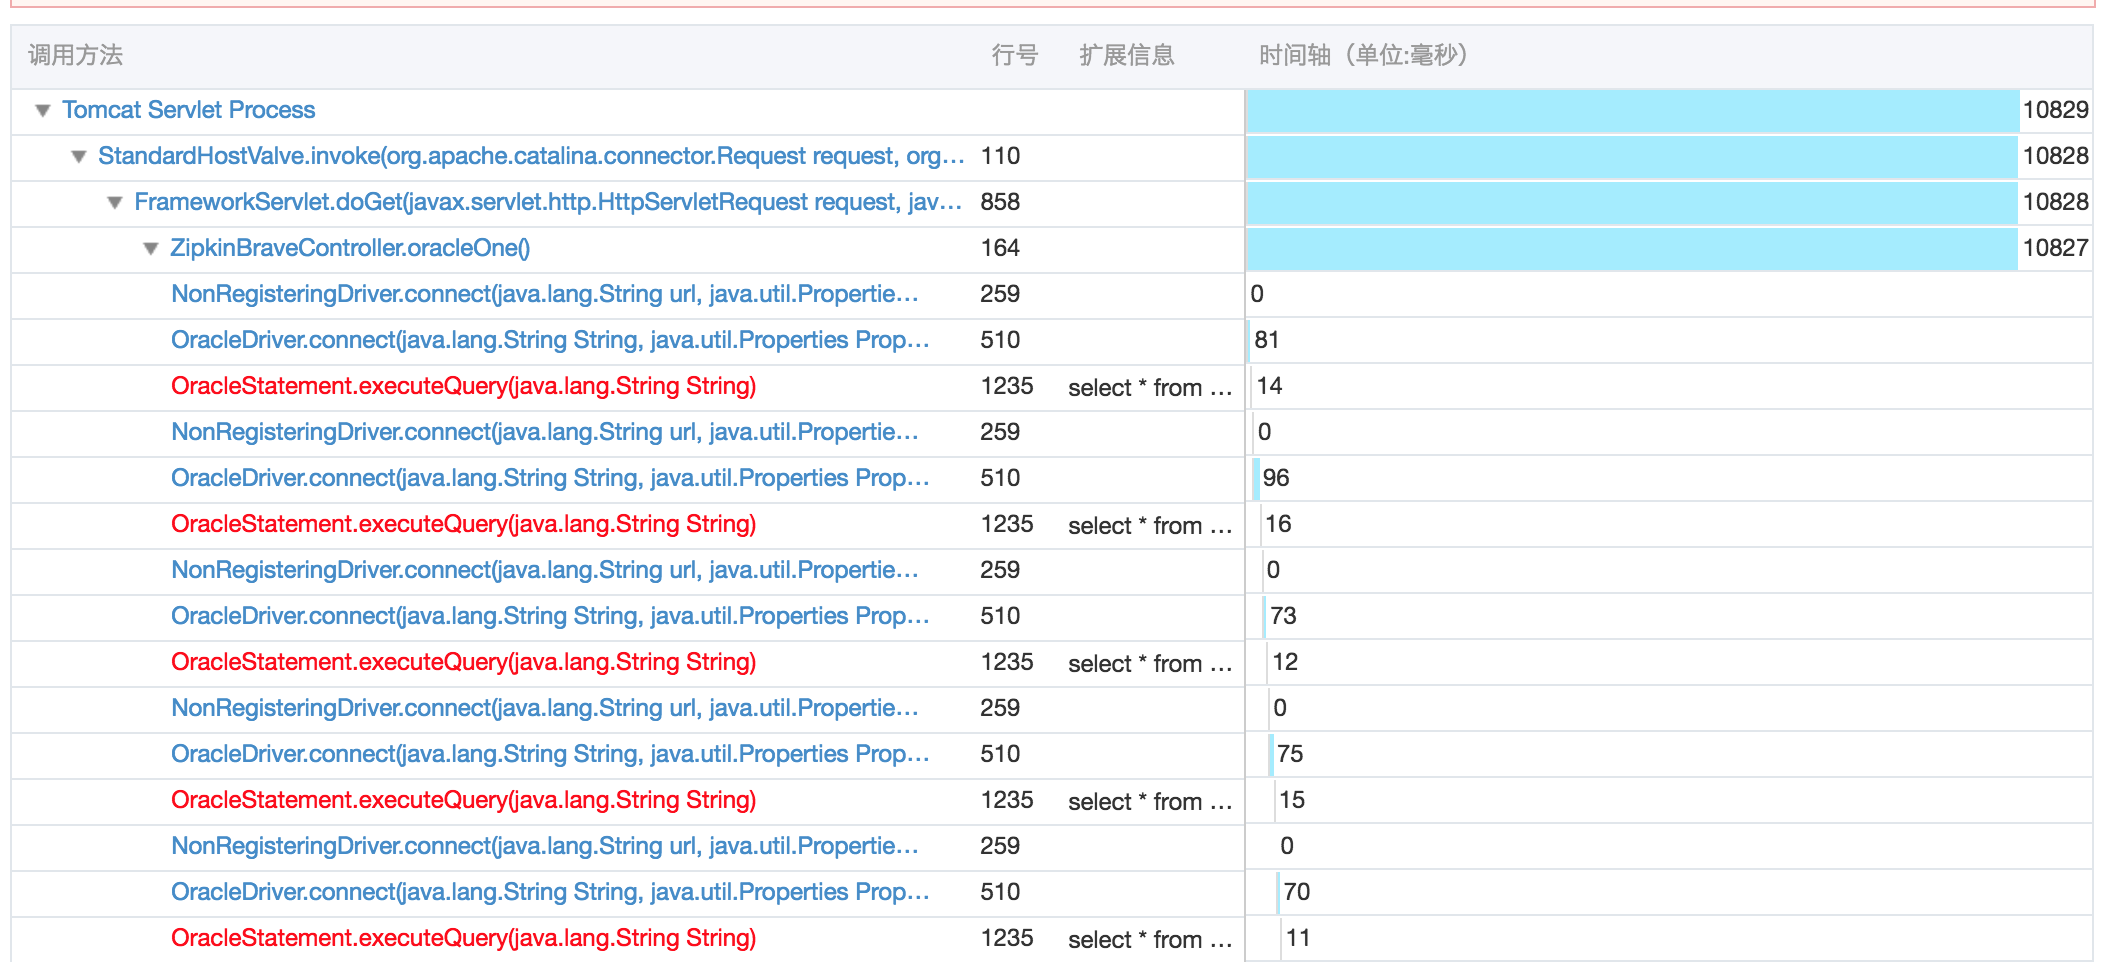 调用方法 行号 扩展信息 时间轴（单位:毫秒）
Tomcat Servlet Process 10829
StandardHostValve.invoke(org.apache.catalina.connector.Request request, org... 110 10828
FrameworkServlet.doGet(javax.servlet.http.HttpServletRequest request, jav... 858 10828
ZipkinBraveController.oracleOne() 164 10827
NonRegisteringDriver.connect(java.lang.String url, java.util.Propertie... 259 0
OracleDriver.connect(java.lang.String String, java.util.Properties Prop... 510 81
OracleStatement.executeQuery(java.lang.String String) 1235 select * from ... 14
NonRegisteringDriver.connect(java.lang.String url, java.util.Propertie... 259 0
OracleDriver.connect(java.lang.String String, java.util.Properties Prop... 510 96
OracleStatement.executeQuery(java.lang.String String) 1235 select * from ... 16
NonRegisteringDriver.connect(java.lang.String url, java.util.Propertie... 259 0
OracleDriver.connect(java.lang.String String, java.util.Properties Prop... 510 73
OracleStatement.executeQuery(java.lang.String String) 1235 select * from ... 12
NonRegisteringDriver.connect(java.lang.String url, java.util.Propertie... 259 0
OracleDriver.connect(java.lang.String String, java.util.Properties Prop... 510 75
OracleStatement.executeQuery(java.lang.String String) 1235 select * from ... 15
NonRegisteringDriver.connect(java.lang.String url, java.util.Propertie... 259 0
OracleDriver.connect(java.lang.String String, java.util.Properties Prop... 510 70
OracleStatement.executeQuery(java.lang.String String) 1235 select * from ... 11